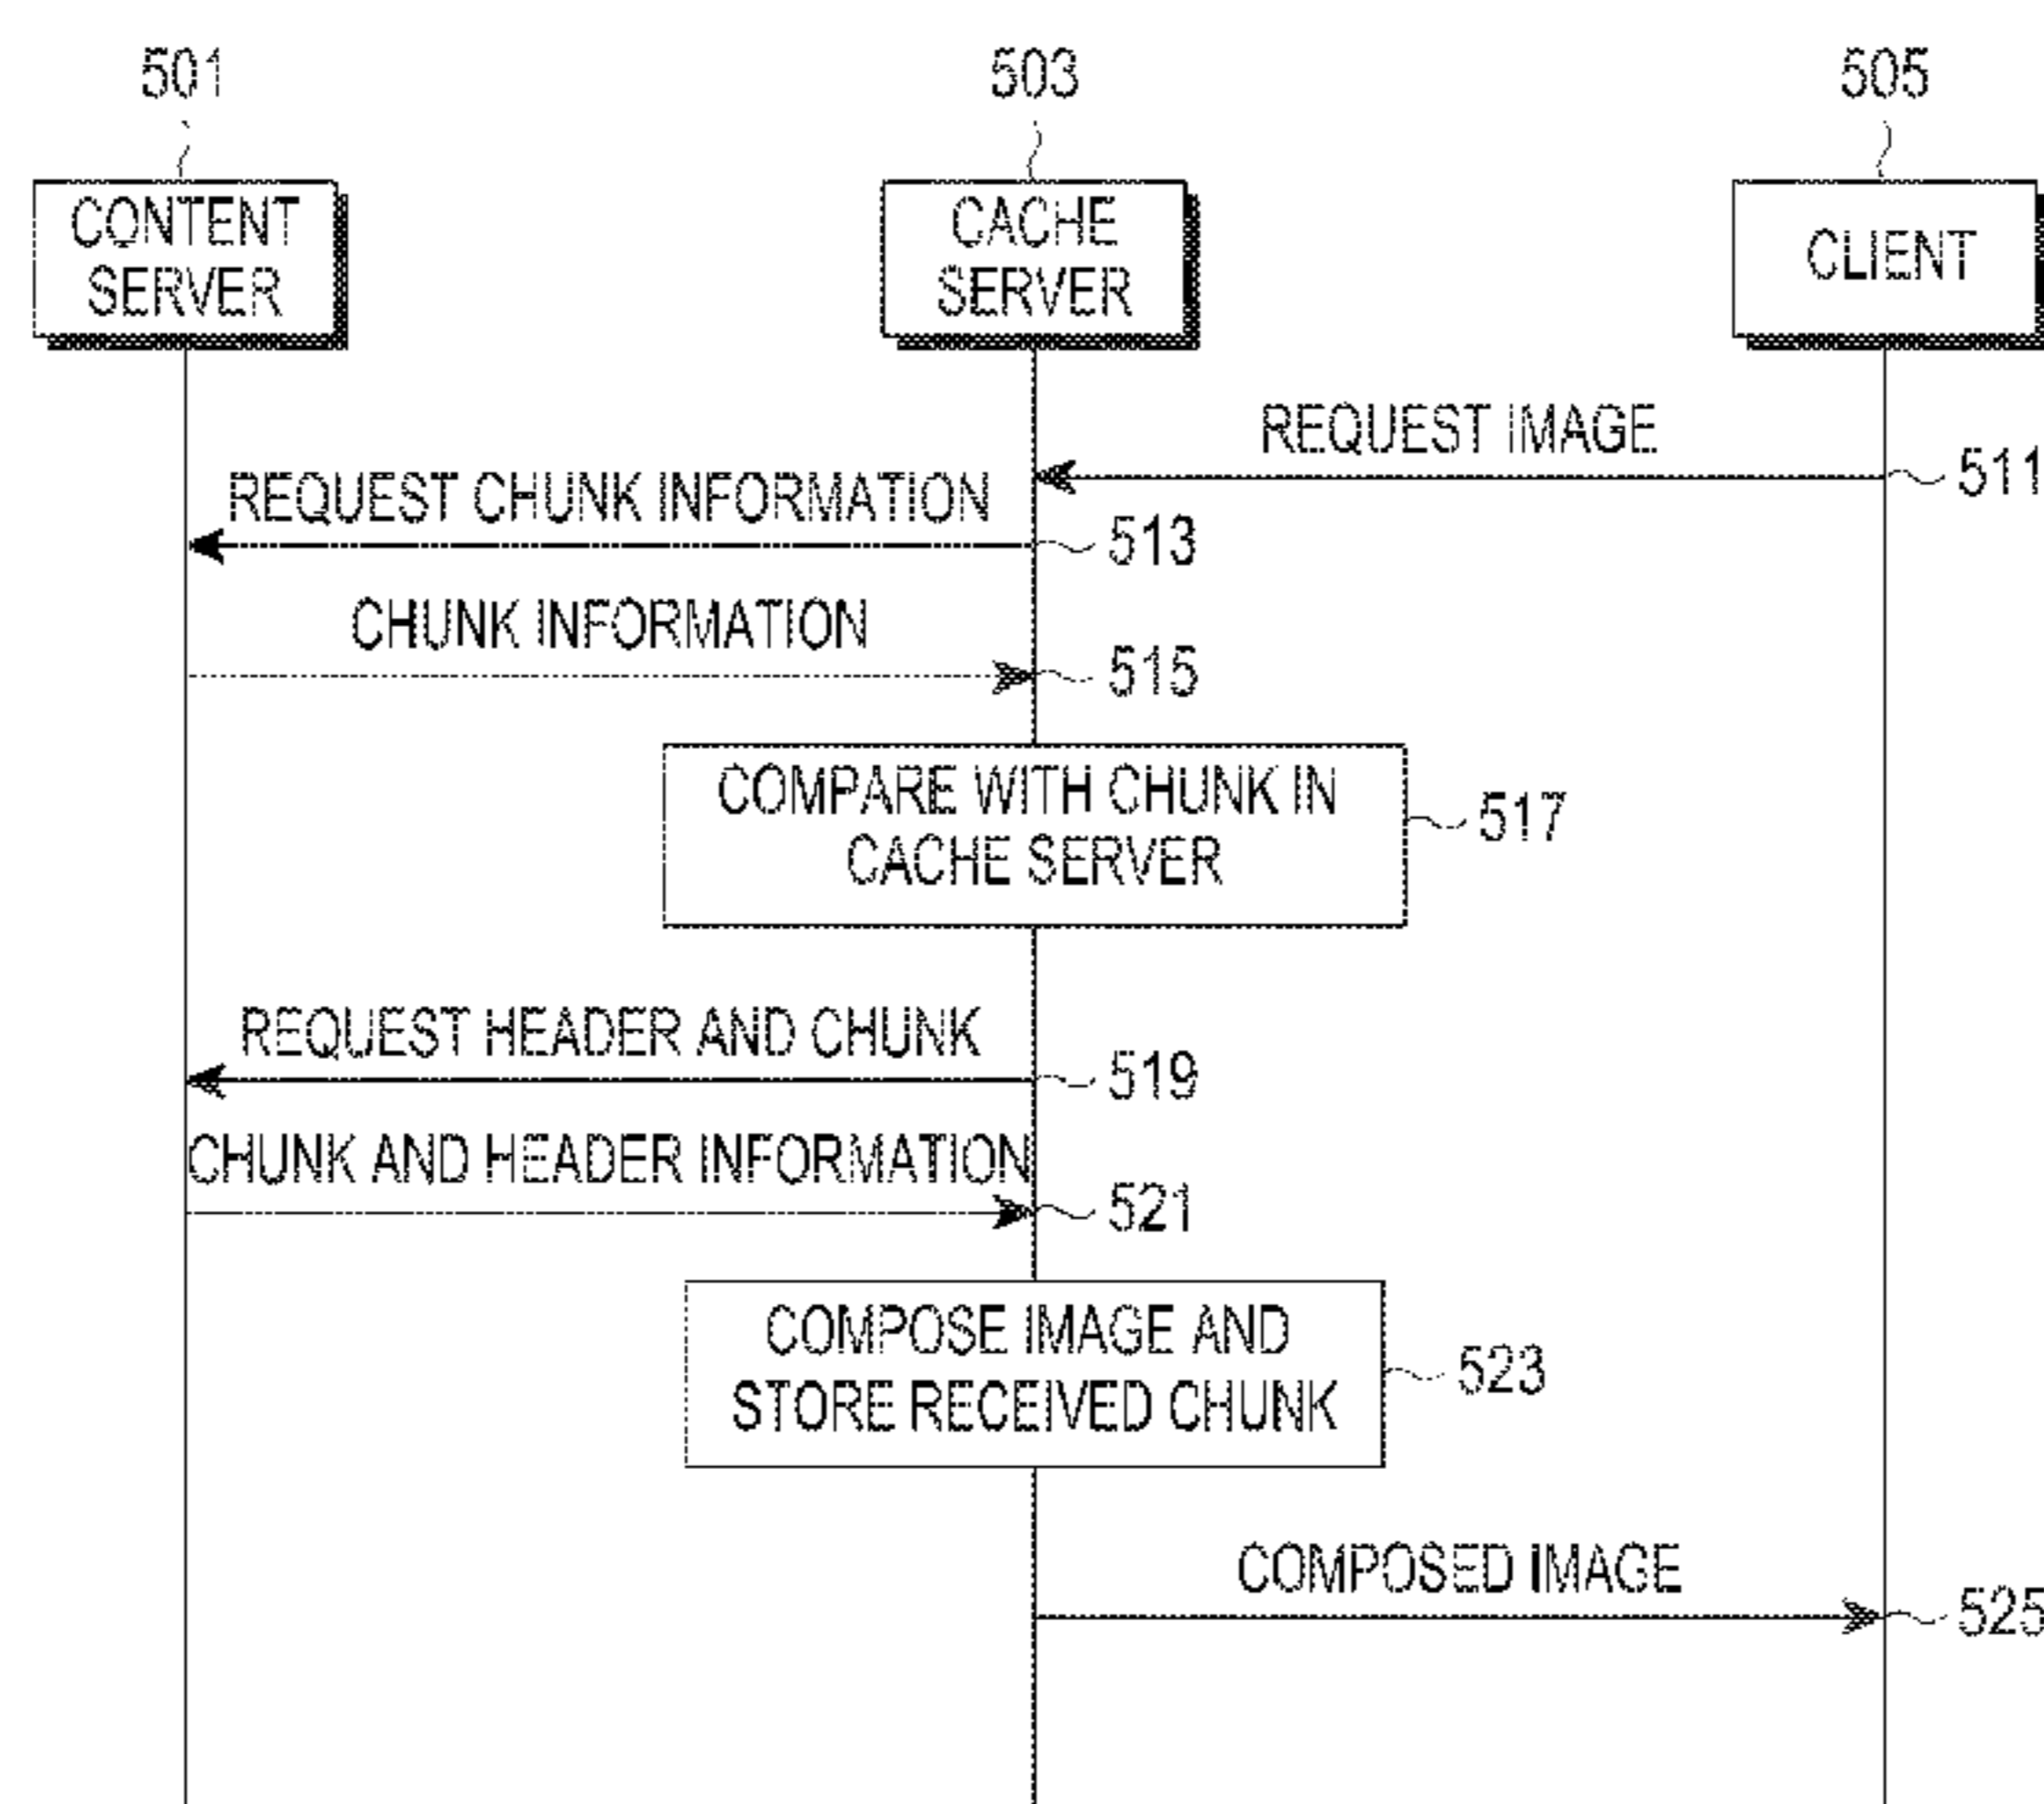 501
503
505
CONTENT
SERVER
CACHE
SERVER
CLIENT
REQUEST IMAGE
511
REQUEST CHUNK INFORMATION
513
CHUNK INFORMATION
515
COMPARE WITH CHUNK IN
CACHE SERVER
517
REQUEST HEADER AND CHUNK
519
CHUNK AND HEADER INFORMATION
521
COMPOSE IMAGE AND
STORE RECEIVED CHUNK
523
COMPOSED IMAGE
525